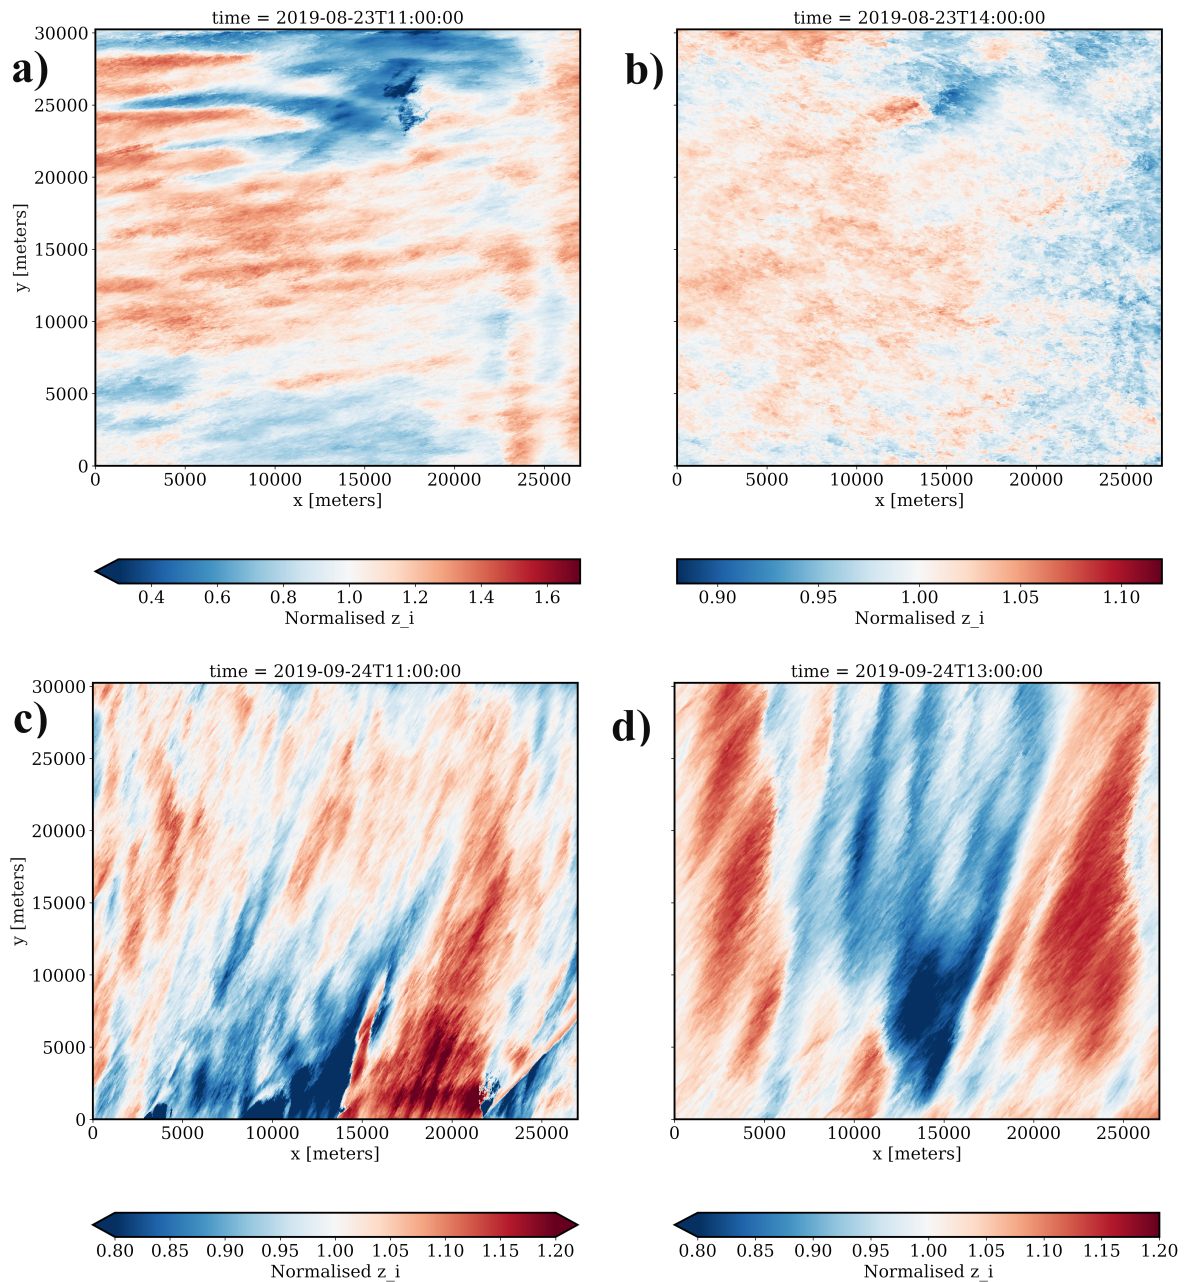 time = 2019-08-23T11:00:00
time = 2019-08-23T14:00:00
a)
b)
30000
25000
20000
15000
10000
5000
0
y [meters]
0 5000 10000 15000 20000 25000
x [meters]
0 5000 10000 15000 20000 25000
x [meters]
0.4 0.6 0.8 1.0 1.2 1.4 1.6
Normalised z_i
0.90 0.95 1.00 1.05 1.10
Normalised z_i
time = 2019-09-24T11:00:00
time = 2019-09-24T13:00:00
c)
d)
30000
25000
20000
15000
10000
5000
0
y [meters]
0 5000 10000 15000 20000 25000
x [meters]
0 5000 10000 15000 20000 25000
x [meters]
0.80 0.85 0.90 0.95 1.00 1.05 1.10 1.15 1.20
Normalised z_i
0.80 0.85 0.90 0.95 1.00 1.05 1.10 1.15 1.20
Normalised z_i